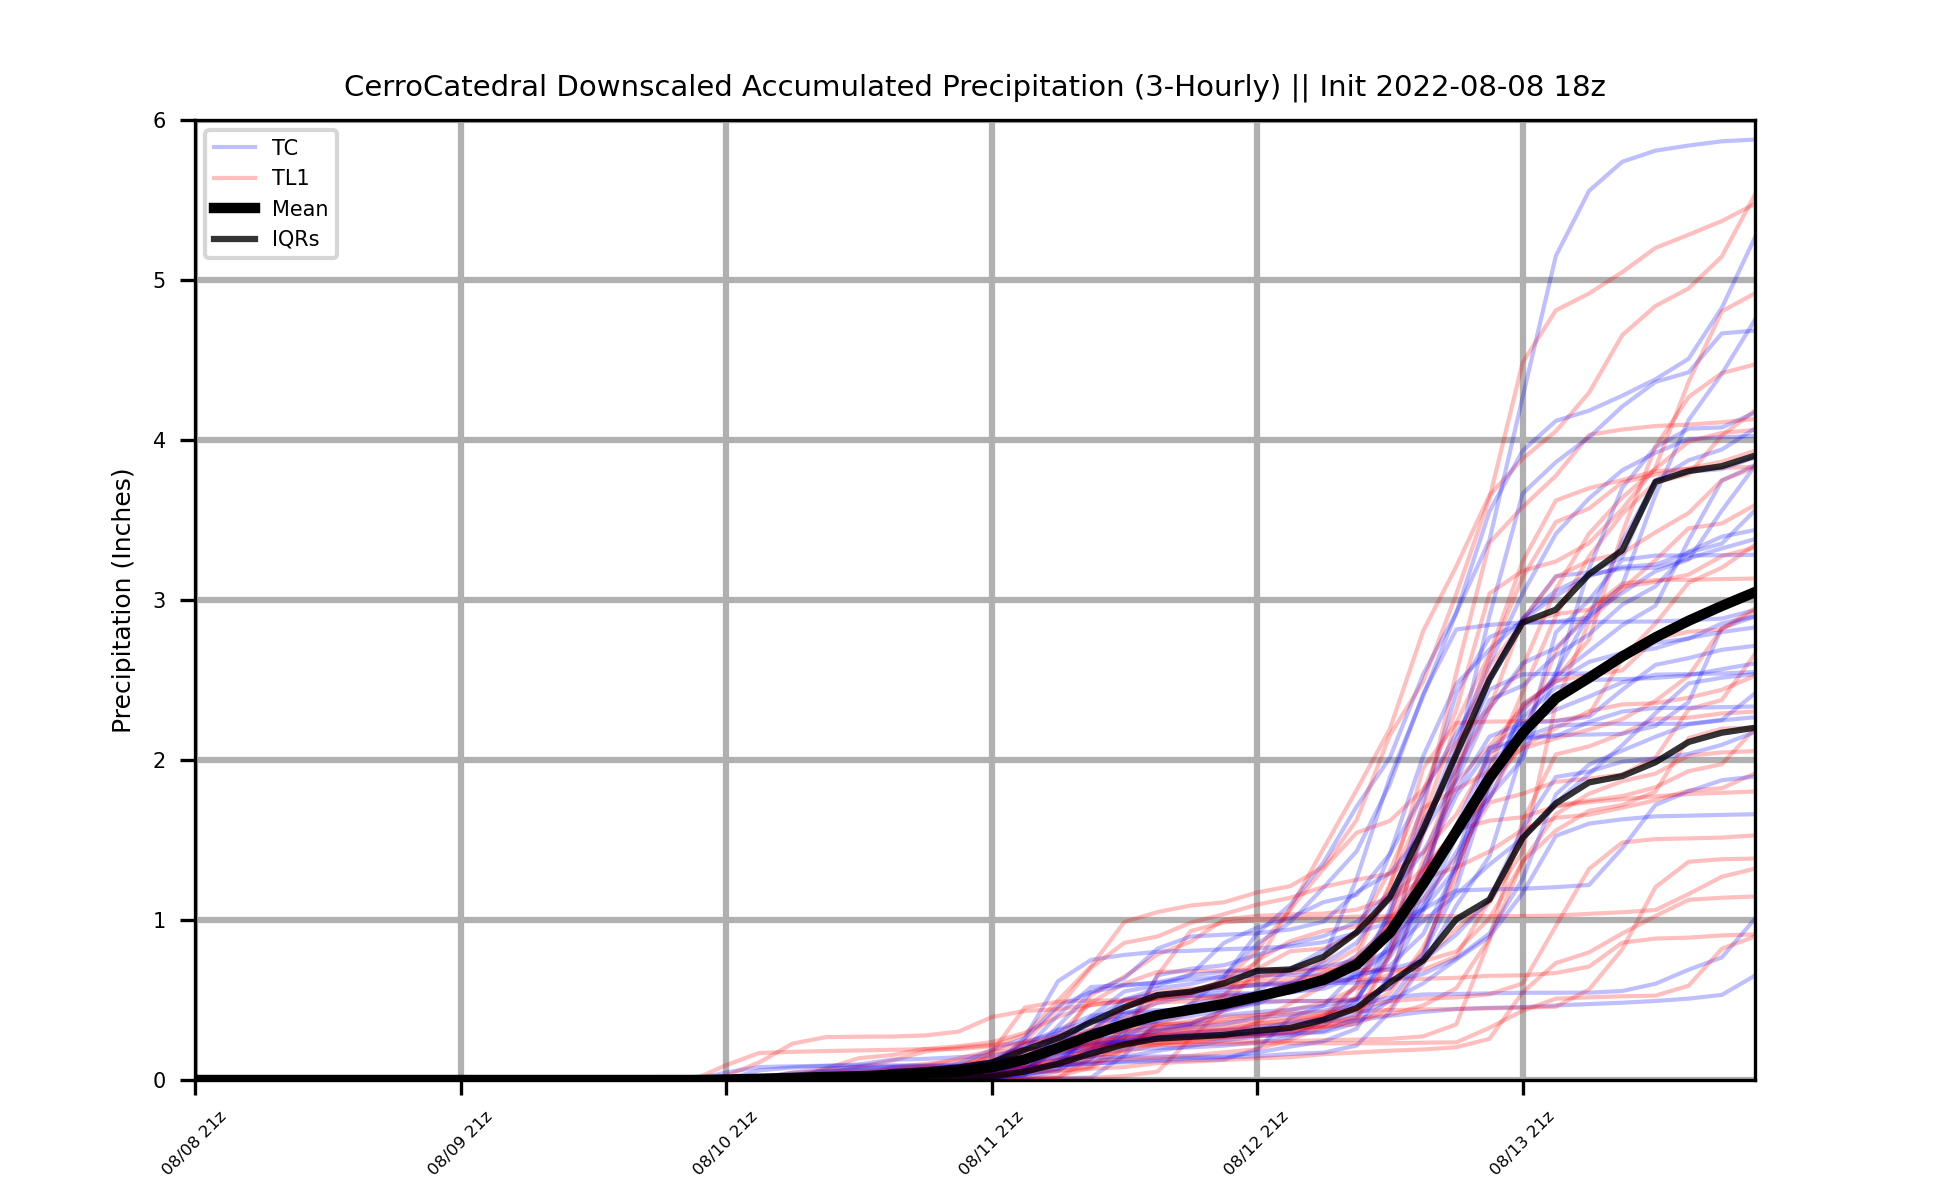 CerroCatedral Downscaled Accumulated Precipitation (3-Hourly) || Init 2022-08-08 18z
TC
TL1
Mean
IQRs
Precipitation (Inches)
6
5
4
3
2
1
0
08/08 21z
08/09 21z
08/10 21z
08/11 21z
08/12 21z
08/13 21z